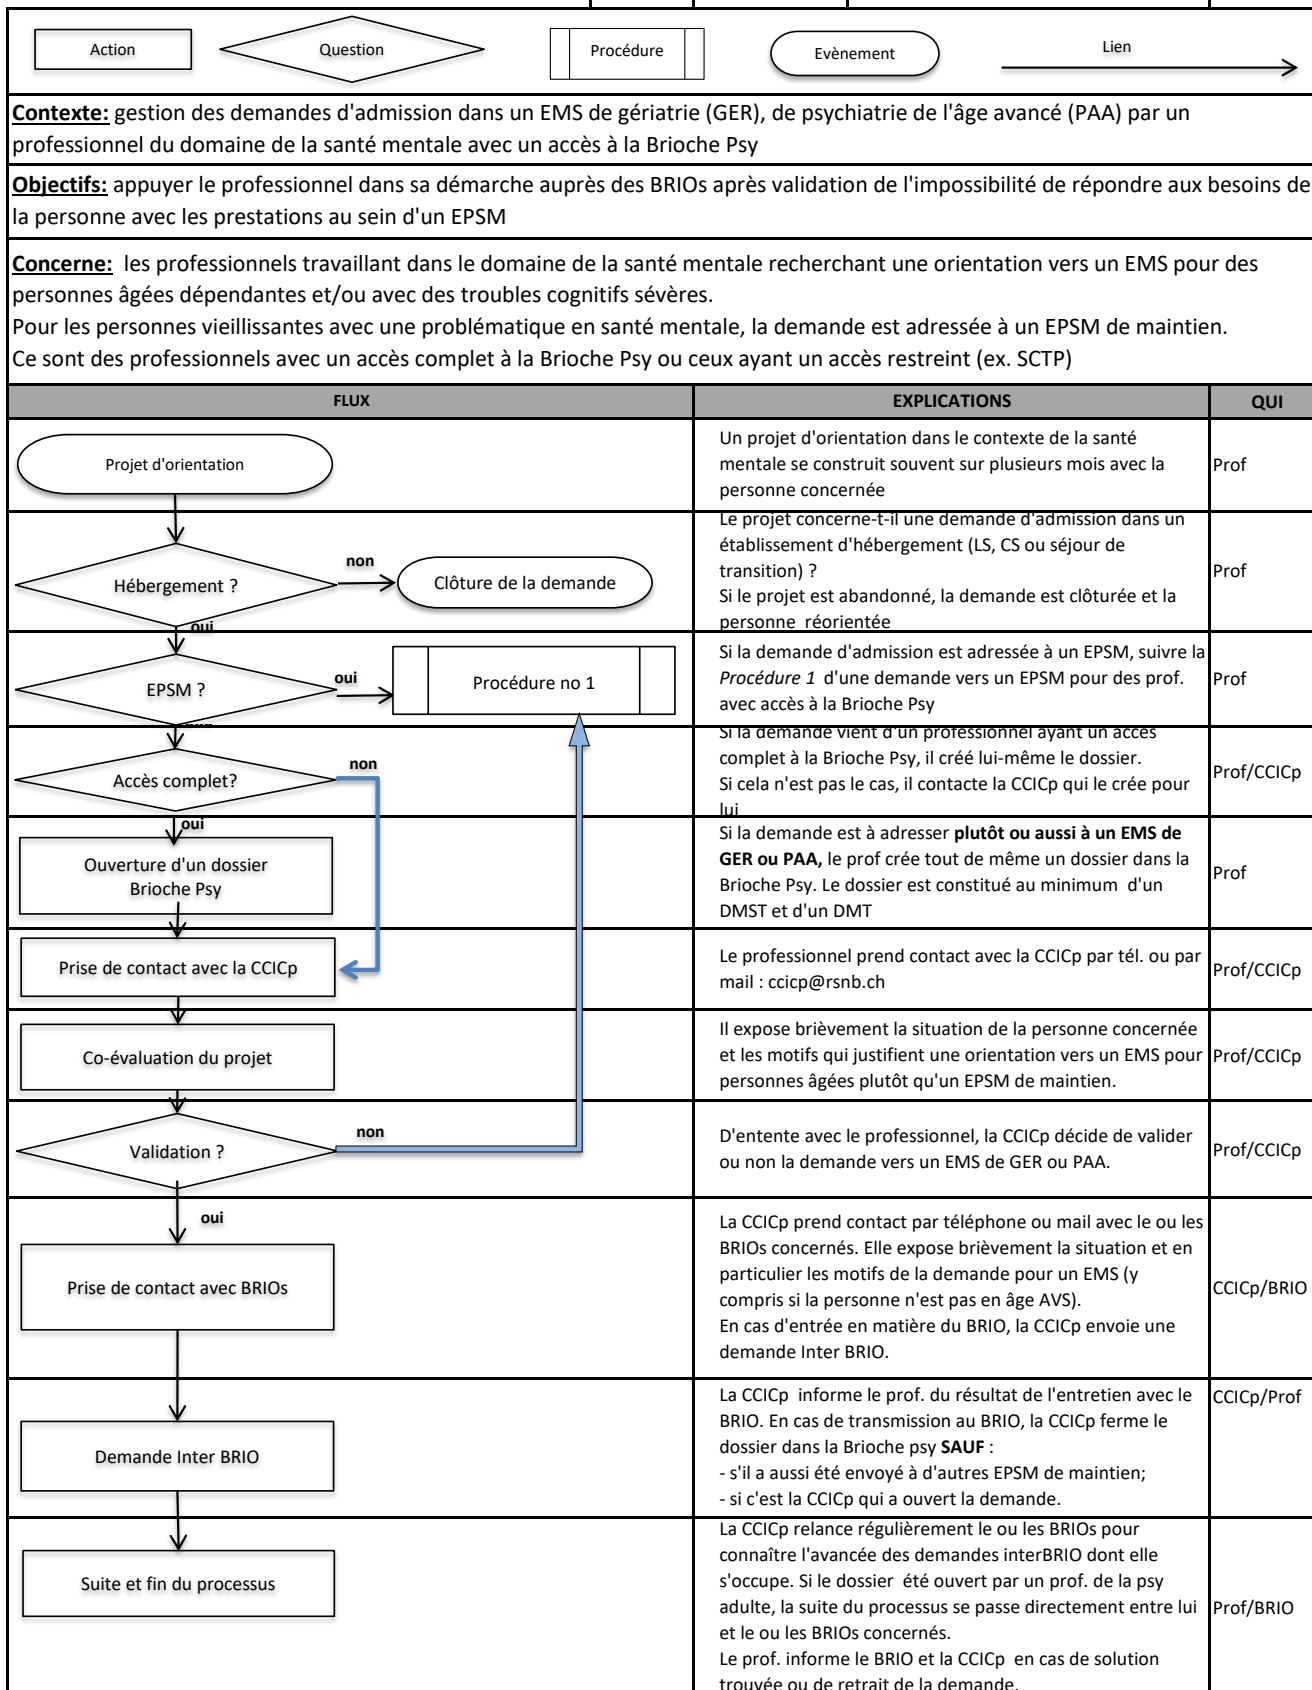 Action
Question
Procédure
Evènement
Lien
Contexte: gestion des demandes d'admission dans un EMS de gériatrie (GER), de psychiatrie de l'âge avancé (PAA) par un
professionnel du domaine de la santé mentale avec un accès à la Brioche Psy
Objectifs: appuyer le professionnel dans sa démarche auprès des BRIOs après validation de l'impossibilité de répondre aux besoins de
la personne avec les prestations au sein d'un EPSM
Concerne: les professionnels travaillant dans le domaine de la santé mentale recherchant une orientation vers un EMS pour des
personnes âgées dépendantes et/ou avec des troubles cognitifs sévères.
Pour les personnes vieillissantes avec une problématique en santé mentale, la demande est adressée à un EPSM de maintien.
Ce sont des professionnels avec un accès complet à la Brioche Psy ou ceux ayant un accès restreint (ex. SCTP)
FLUX
EXPLICATIONS
QUI
Projet d'orientation
Un projet d'orientation dans le contexte de la santé
mentale se construit souvent sur plusieurs mois avec la
personne concernée
Prof
Hébergement ?
non
Clôture de la demande
oui
Le projet concerne-t-il une demande d'admission dans un
établissement d'hébergement (LS, CS ou séjour de
transition) ?
Si le projet est abandonné, la demande est clôturée et la
personne réorientée
Prof
EPSM ?
oui
Procédure no 1
Si la demande d'admission est adressée à un EPSM, suivre la
Procédure 1 d'une demande vers un EPSM pour des prof.
avec accès à la Brioche Psy
Prof
Accès complet?
non
oui
Si la demande vient d'un professionnel ayant un accès
complet à la Brioche Psy, il créé lui-même le dossier.
Si cela n'est pas le cas, il contacte la CCICp qui le crée pour
lui
Prof/CCICp
Ouverture d'un dossier
Brioche Psy
Si la demande est à adresser plutôt ou aussi à un EMS de
GER ou PAA, le prof crée tout de même un dossier dans la
Brioche Psy. Le dossier est constitué au minimum d'un
DMST et d'un DMT
Prof
Prise de contact avec la CCICp
Le professionnel prend contact avec la CCICp par tél. ou par
mail : ccicp@rsnb.ch
Prof/CCICp
Co-évaluation du projet
Il expose brièvement la situation de la personne concernée
et les motifs qui justifient une orientation vers un EMS pour
personnes âgées plutôt qu'un EPSM de maintien.
Prof/CCICp
Validation ?
non
oui
D'entente avec le professionnel, la CCICp décide de valider
ou non la demande vers un EMS de GER ou PAA.
Prof/CCICp
Prise de contact avec BRIOs
La CCICp prend contact par téléphone ou mail avec le ou les
BRIOs concernés. Elle expose brièvement la situation et en
particulier les motifs de la demande pour un EMS (y
compris si la personne n'est pas en âge AVS).
En cas d'entrée en matière du BRIO, la CCICp envoie une
demande Inter BRIO.
CCICp/BRIO
Demande Inter BRIO
La CCICp informe le prof. du résultat de l'entretien avec le
BRIO. En cas de transmission au BRIO, la CCICp ferme le
dossier dans la Brioche psy SAUF :
- s'il a aussi été envoyé à d'autres EPSM de maintien;
- si c'est la CCICp qui a ouvert la demande.
CCICp/Prof
Suite et fin du processus
La CCICp relance régulièrement le ou les BRIOs pour
connaître l'avancée des demandes interBRIO dont elle
s'occupe. Si le dossier été ouvert par un prof. de la psy
adulte, la suite du processus se passe directement entre lui
et le ou les BRIOs concernés.
Le prof. informe le BRIO et la CCICp en cas de solution
trouvée ou de retrait de la demande.
Prof/BRIO